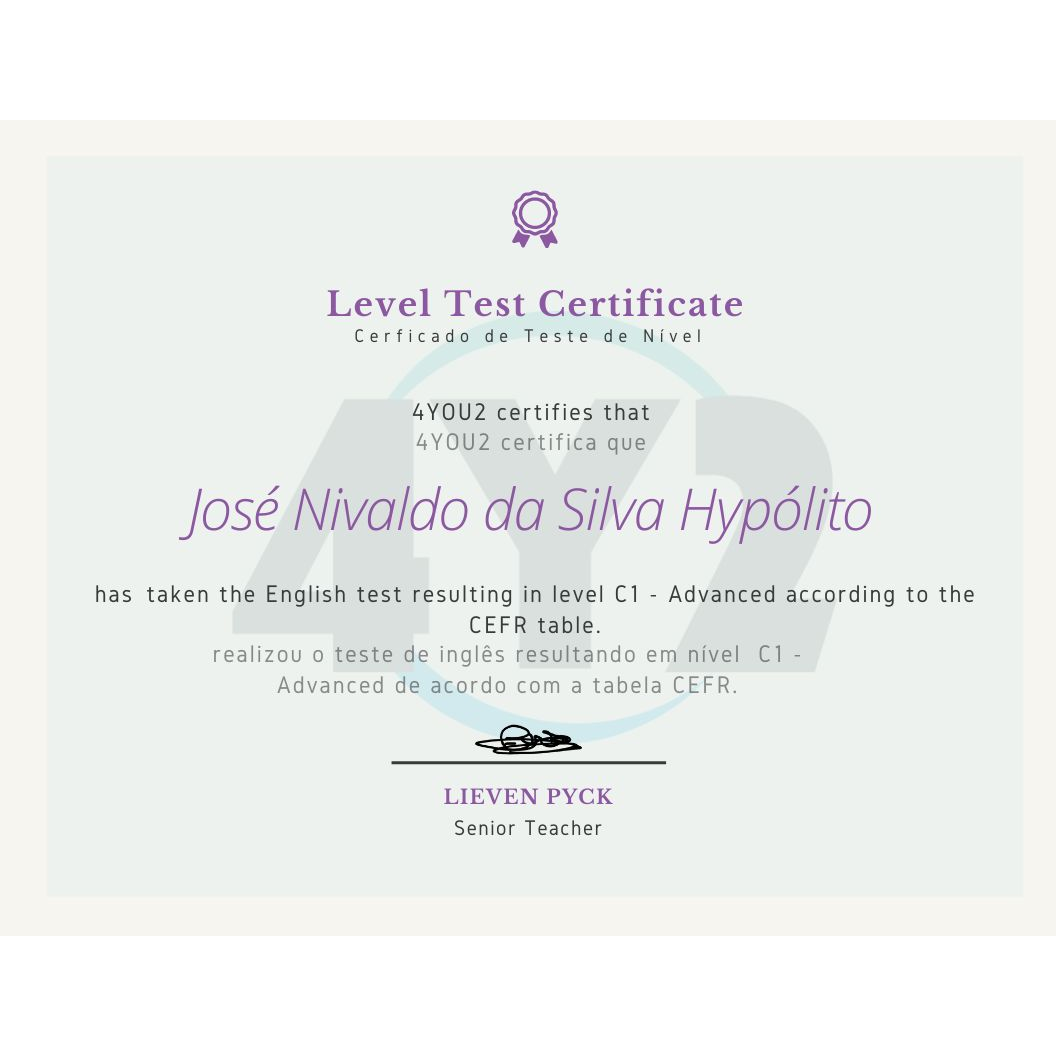 Level Test Certificate
Cerficado de Teste de Nível
4YOU2 certifies that
4YOU2 certifica que
José Nivaldo da Silva Hypólito
has taken the English test resulting in level C1 - Advanced according to the
CEFR table.
realizou o teste de inglês resultando em nível C1 -
Advanced de acordo com a tabela CEFR.
4Y2
LIEVEN PYCK
Senior Teacher